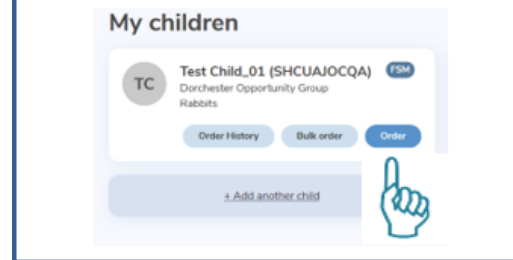 My children
Test Child_01 (SHCUAJOCQA) FSM
TC
Dorchester Opportunity Group
Rabbits
Order History Bulk order Order
+ Add another child